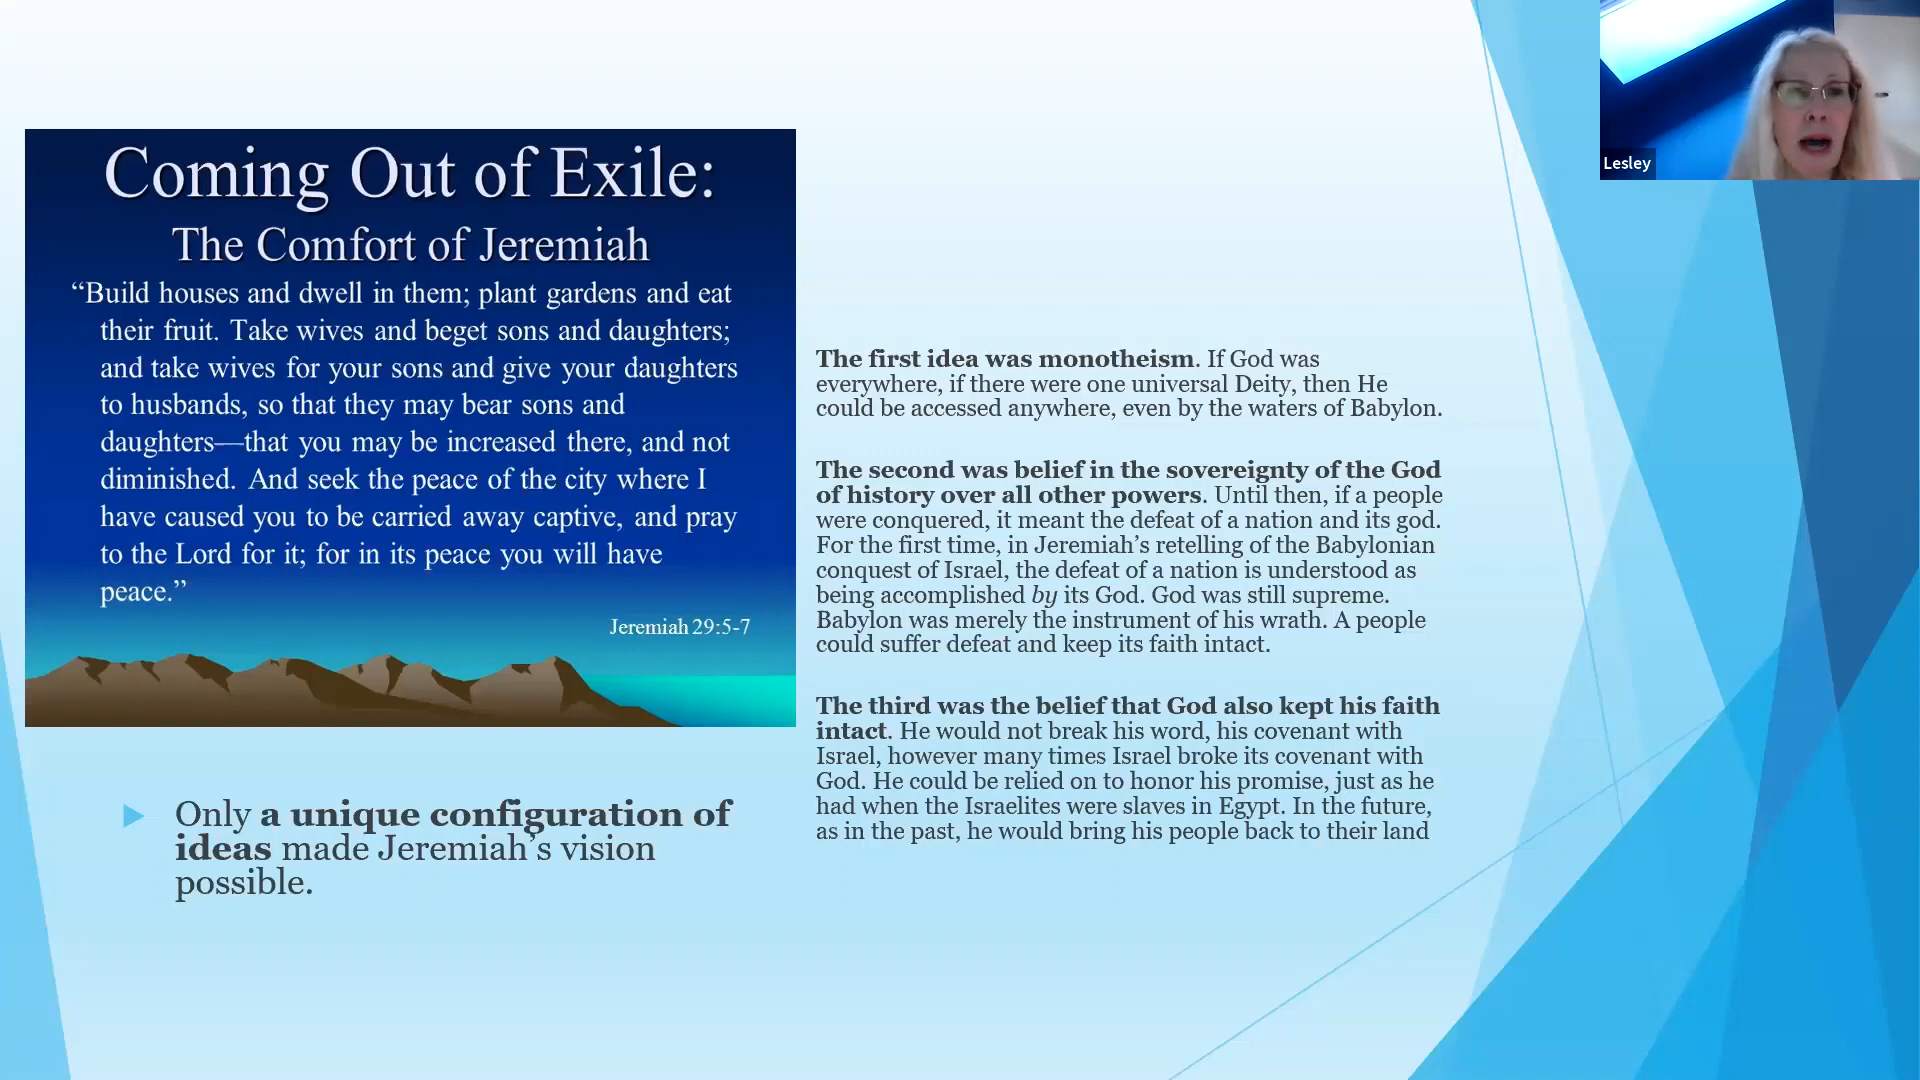 Coming Out of Exile:
The Comfort of Jeremiah
“Build houses and dwell in them; plant gardens and eat
their fruit. Take wives and beget sons and daughters;
and take wives for your sons and give your daughters
to husbands, so that they may bear sons and
daughters—that you may be increased there, and not
diminished. And seek the peace of the city where I
have caused you to be carried away captive, and pray
to the Lord for it; for in its peace you will have
peace.”
Jeremiah 29:5-7
Only a unique configuration of
ideas made Jeremiah’s vision
possible.
The first idea was monotheism. If God was
everywhere, if there were one universal Deity, then He
could be accessed anywhere, even by the waters of Babylon.
The second was belief in the sovereignty of the God
of history over all other powers. Until then, if a people
were conquered, it meant the defeat of a nation and its god.
For the first time, in Jeremiah’s retelling of the Babylonian
conquest of Israel, the defeat of a nation is understood as
being accomplished by its God. God was still supreme.
Babylon was merely the instrument of his wrath. A people
could suffer defeat and keep its faith intact.
The third was the belief that God also kept his faith
intact. He would not break his word, his covenant with
Israel, however many times Israel broke its covenant with
God. He could be relied on to honor his promise, just as he
had when the Israelites were slaves in Egypt. In the future,
as in the past, he would bring his people back to their land
Lesley